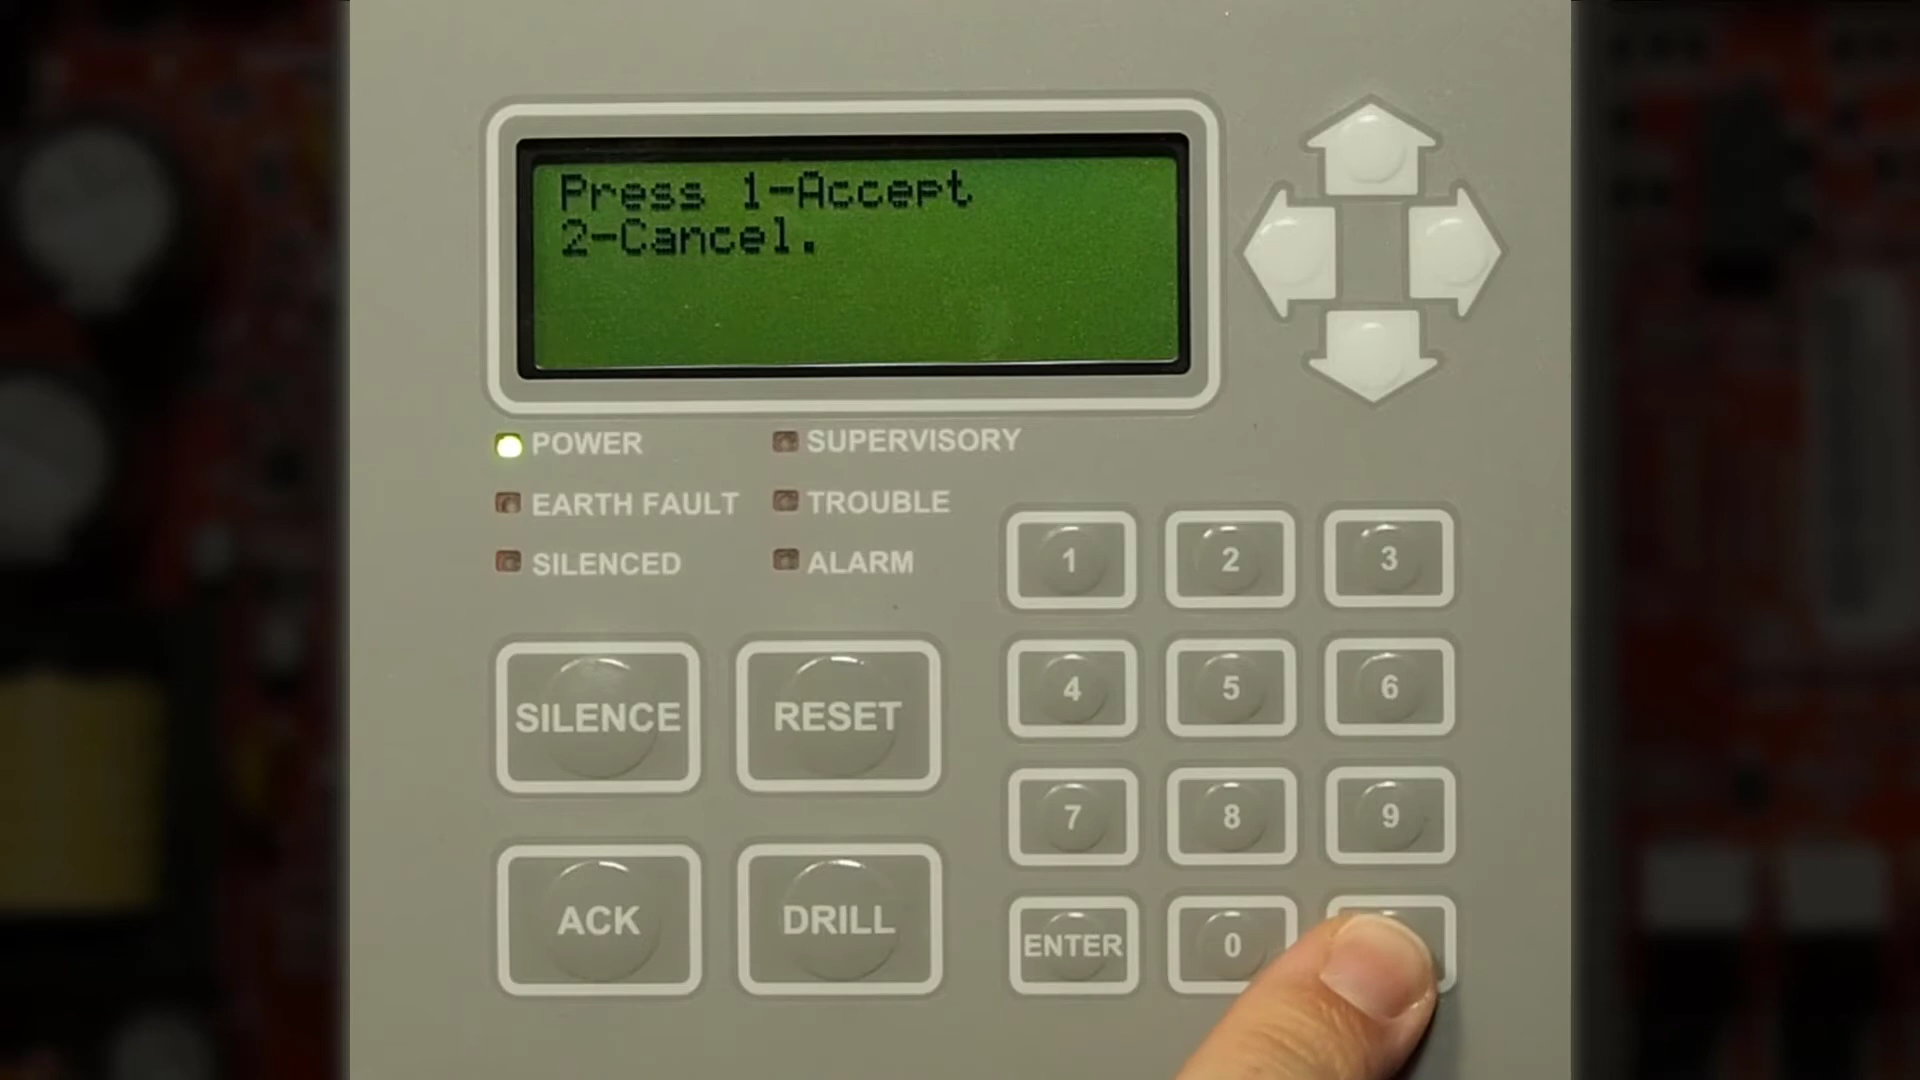 Press 1-Accept
2-Cancel.
POWER
SUPERVISORY
EARTH FAULT
TROUBLE
SILENCED
ALARM
1 2 3
4 5 6
7 8 9
ENTER 0
SILENCE RESET
ACK DRILL